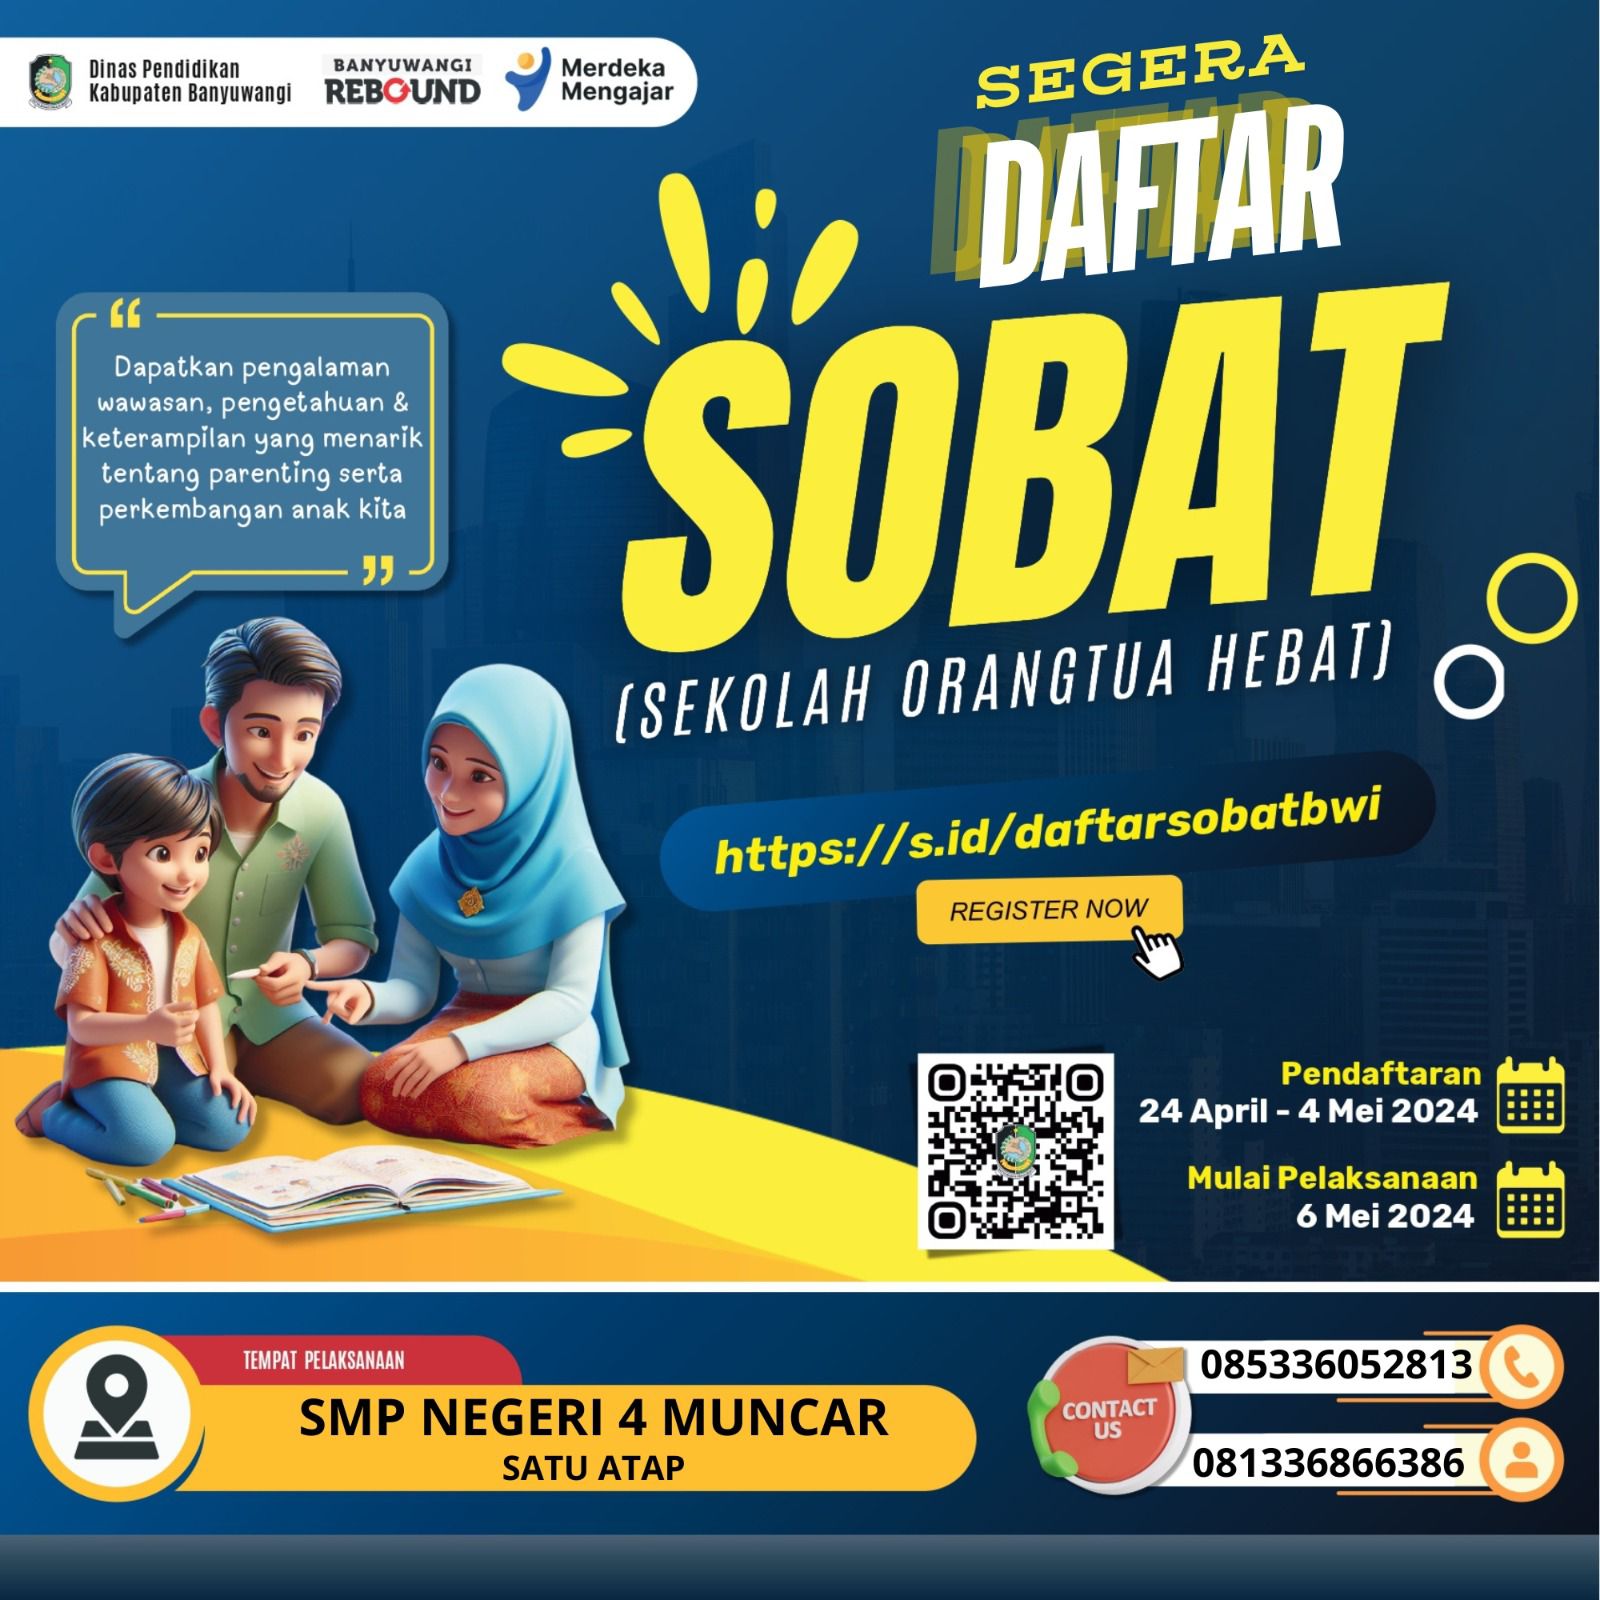 Dinas Pendidikan
Kabupaten Banyuwangi
BANYUWANGI
REBOUND
Merdeka
Mengajar
SEGERA
DAFTAR
SOBAT
(SEKOLAH ORANGTUA HEBAT)
“
Dapatkan pengalaman
wawasan, pengetahuan &
keterampilan yang menarik
tentang parenting serta
perkembangan anak kita
”
https://s.id/daftarsobatbwi
REGISTER NOW
Pendaftaran
24 April - 4 Mei 2024
Mulai Pelaksanaan
6 Mei 2024
TEMPAT PELAKSANAAN
SMP NEGERI 4 MUNCAR
SATU ATAP
CONTACT
US
085336052813
081336866386